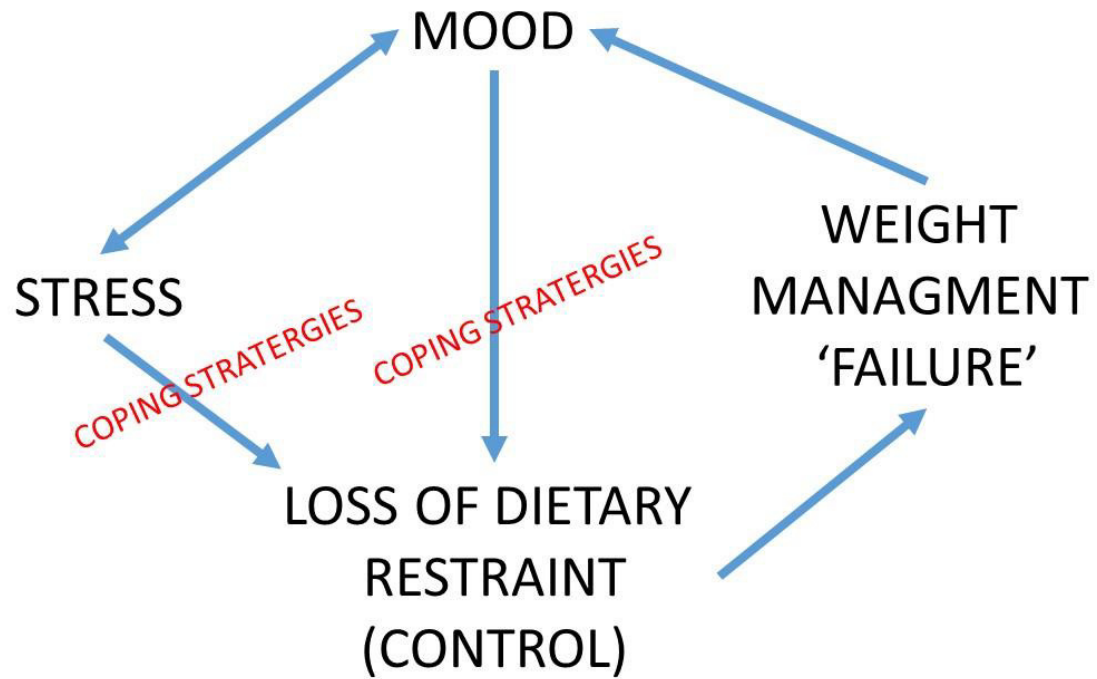 MOOD
WEIGHT
MANAGMENT
‘FAILURE’
STRESS
COPING STRATERGIES
COPING STRATERGIES
LOSS OF DIETARY
RESTRAINT
(CONTROL)